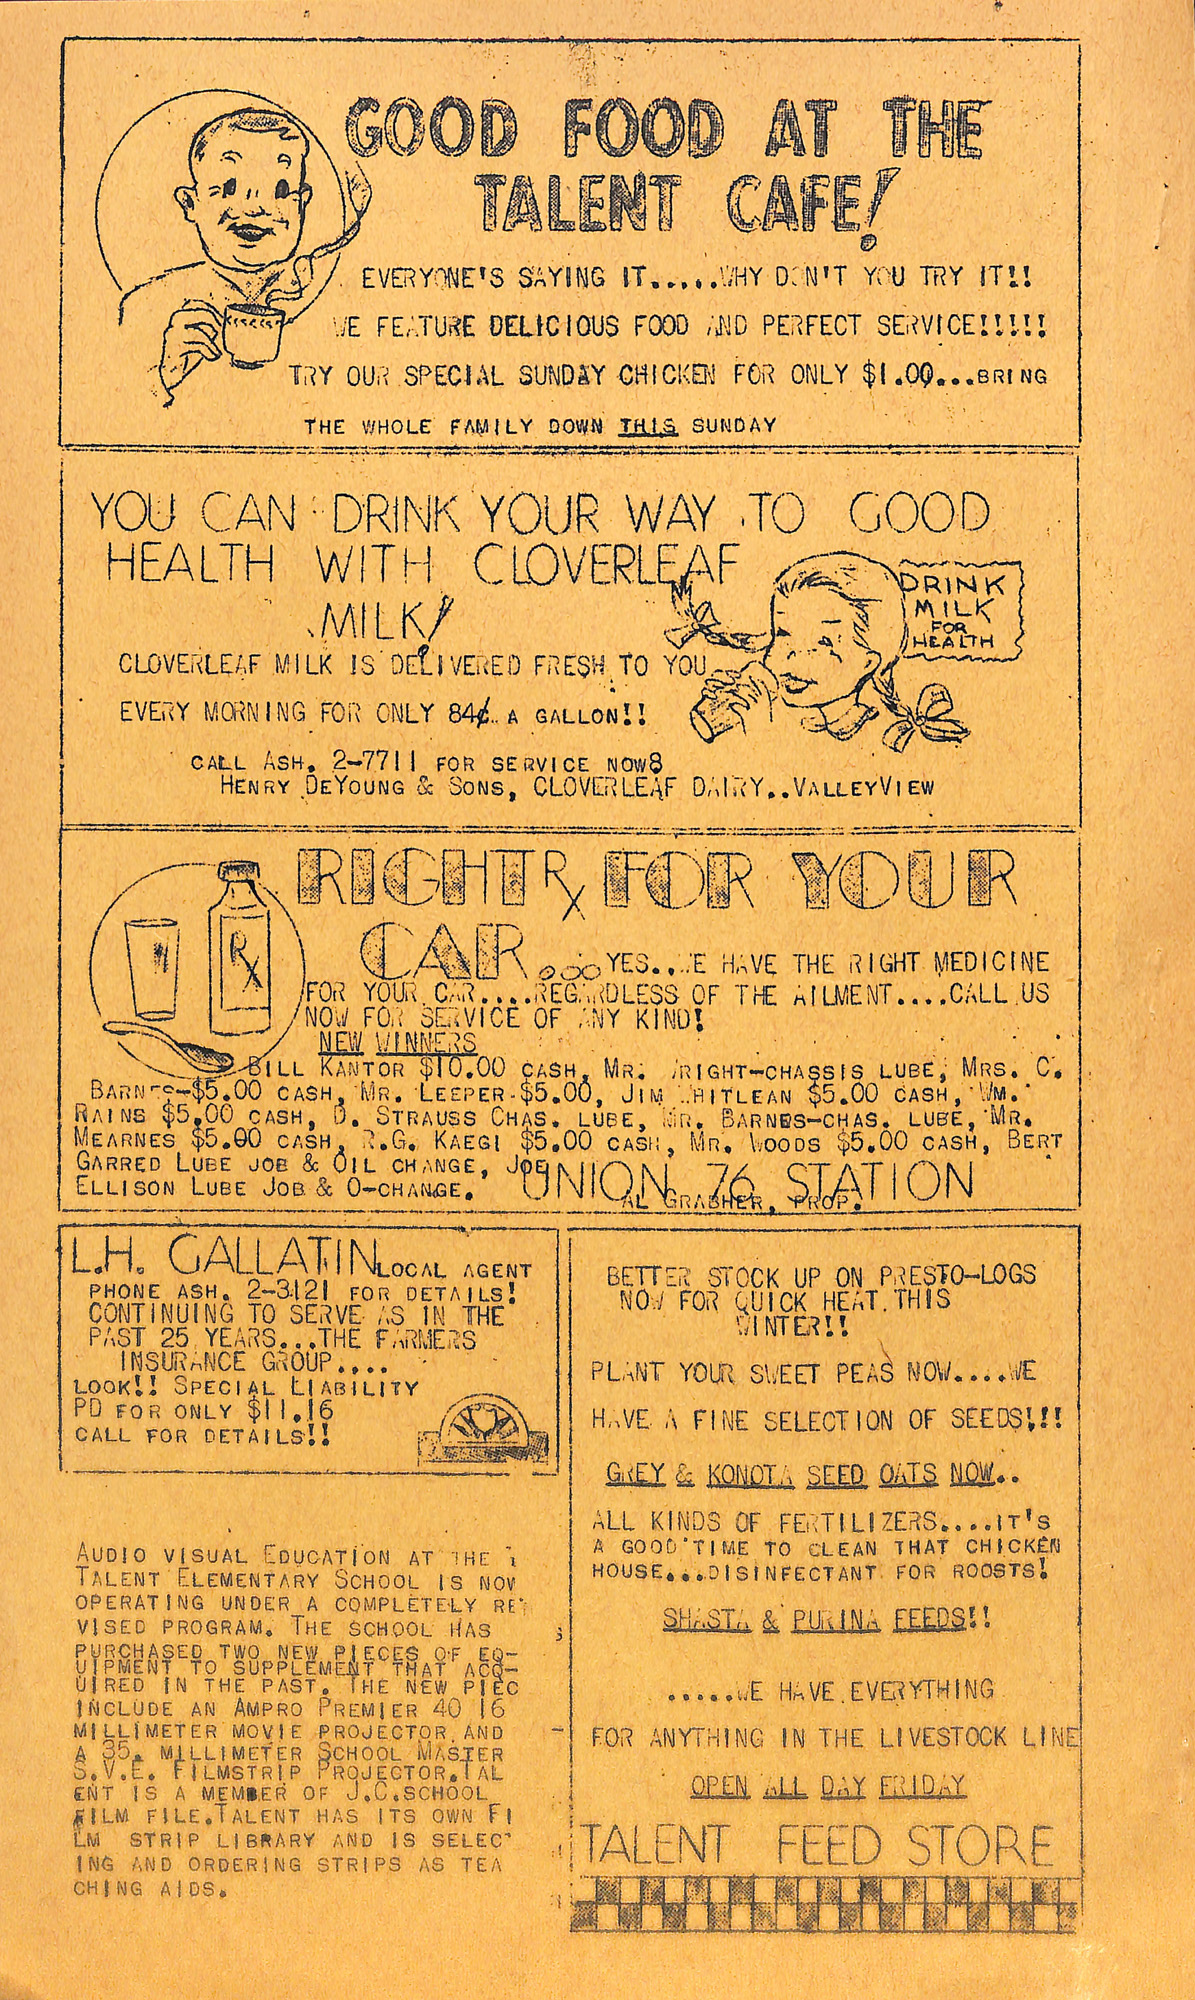 GOOD FOOD AT THE
TALENT CAFE!
EVERYONE'S SAYING IT.....WHY DON'T YOU TRY IT!!
WE FEATURE DELICIOUS FOOD AND PERFECT SERVICE!!!!!
TRY OUR SPECIAL SUNDAY CHICKEN FOR ONLY $1.00...BRING
THE WHOLE FAMILY DOWN THIS SUNDAY
YOU CAN DRINK YOUR WAY TO GOOD
HEALTH WITH CLOVERLEAF
MILK!
DRINK
MILK
FOR
HEALTH
CLOVERLEAF MILK IS DELIVERED FRESH TO YOU
EVERY MORNING FOR ONLY 84¢ A GALLON!!
CALL ASH. 2-7711 FOR SERVICE NOW8
HENRY DEYOUNG & SONS, CLOVERLEAF DAIRY..VALLEYVIEW
RIGHT Rx FOR YOUR
Rx
CAR...YES..WE HAVE THE RIGHT MEDICINE
FOR YOUR CAR....REGARDLESS OF THE AILMENT....CALL US
NOW FOR SERVICE OF ANY KIND!
NEW WINNERS
BILL KANTOR $10.00 CASH, MR. WRIGHT-CHASSIS LUBE, MRS. C.
BARNES-$5.00 CASH, MR. LEEPER-$5.00, JIM WHITLEAN $5.00 CASH, WM.
RAINS $5.00 CASH, D. STRAUSS CHAS. LUBE, MR. BARNES-CHAS. LUBE, MR.
MEARNES $5.00 CASH, R.G. KAEGI $5.00 CASH, MR. WOODS $5.00 CASH, BERT
GARRED LUBE JOB & OIL CHANGE, JOE
ELLISON LUBE JOB & O-CHANGE.
UNION 76 STATION
AL GRABHER, PROP.
L.H. GALLATIN LOCAL AGENT
PHONE ASH. 2-3121 FOR DETAILS!
CONTINUING TO SERVE AS IN THE
PAST 25 YEARS...THE FARMERS
INSURANCE GROUP....
LOOK!! SPECIAL LIABILITY
PD FOR ONLY $11.16
CALL FOR DETAILS!!
AUDIO VISUAL EDUCATION AT THE
TALENT ELEMENTARY SCHOOL IS NOW
OPERATING UNDER A COMPLETELY RE
VISED PROGRAM. THE SCHOOL HAS
PURCHASED TWO NEW PIECES OF EQ-
UIPMENT TO SUPPLEMENT THAT ACQ-
UIRED IN THE PAST. THE NEW PIEC
INCLUDE AN AMPRO PREMIER 40 16
MILLIMETER MOVIE PROJECTOR AND
A 35. MILLIMETER SCHOOL MASTER
S.V.E. FILMSTRIP PROJECTOR.TAL
ENT IS A MEMBER OF J.C.SCHOOL
FILM FILE.TALENT HAS ITS OWN FI
LM STRIP LIBRARY AND IS SELECT
ING AND ORDERING STRIPS AS TEA
CHING AIDS.
BETTER STOCK UP ON PRESTO-LOGS
NOW FOR QUICK HEAT THIS
WINTER!!
PLANT YOUR SWEET PEAS NOW....WE
HAVE A FINE SELECTION OF SEEDS!!!
GREY & KONOTA SEED OATS NOW..
ALL KINDS OF FERTILIZERS....IT'S
A GOOD TIME TO CLEAN THAT CHICKEN
HOUSE...DISINFECTANT FOR ROOSTS!
SHASTA & PURINA FEEDS!!
.....WE HAVE EVERYTHING
FOR ANYTHING IN THE LIVESTOCK LINE
OPEN ALL DAY FRIDAY
TALENT FEED STORE